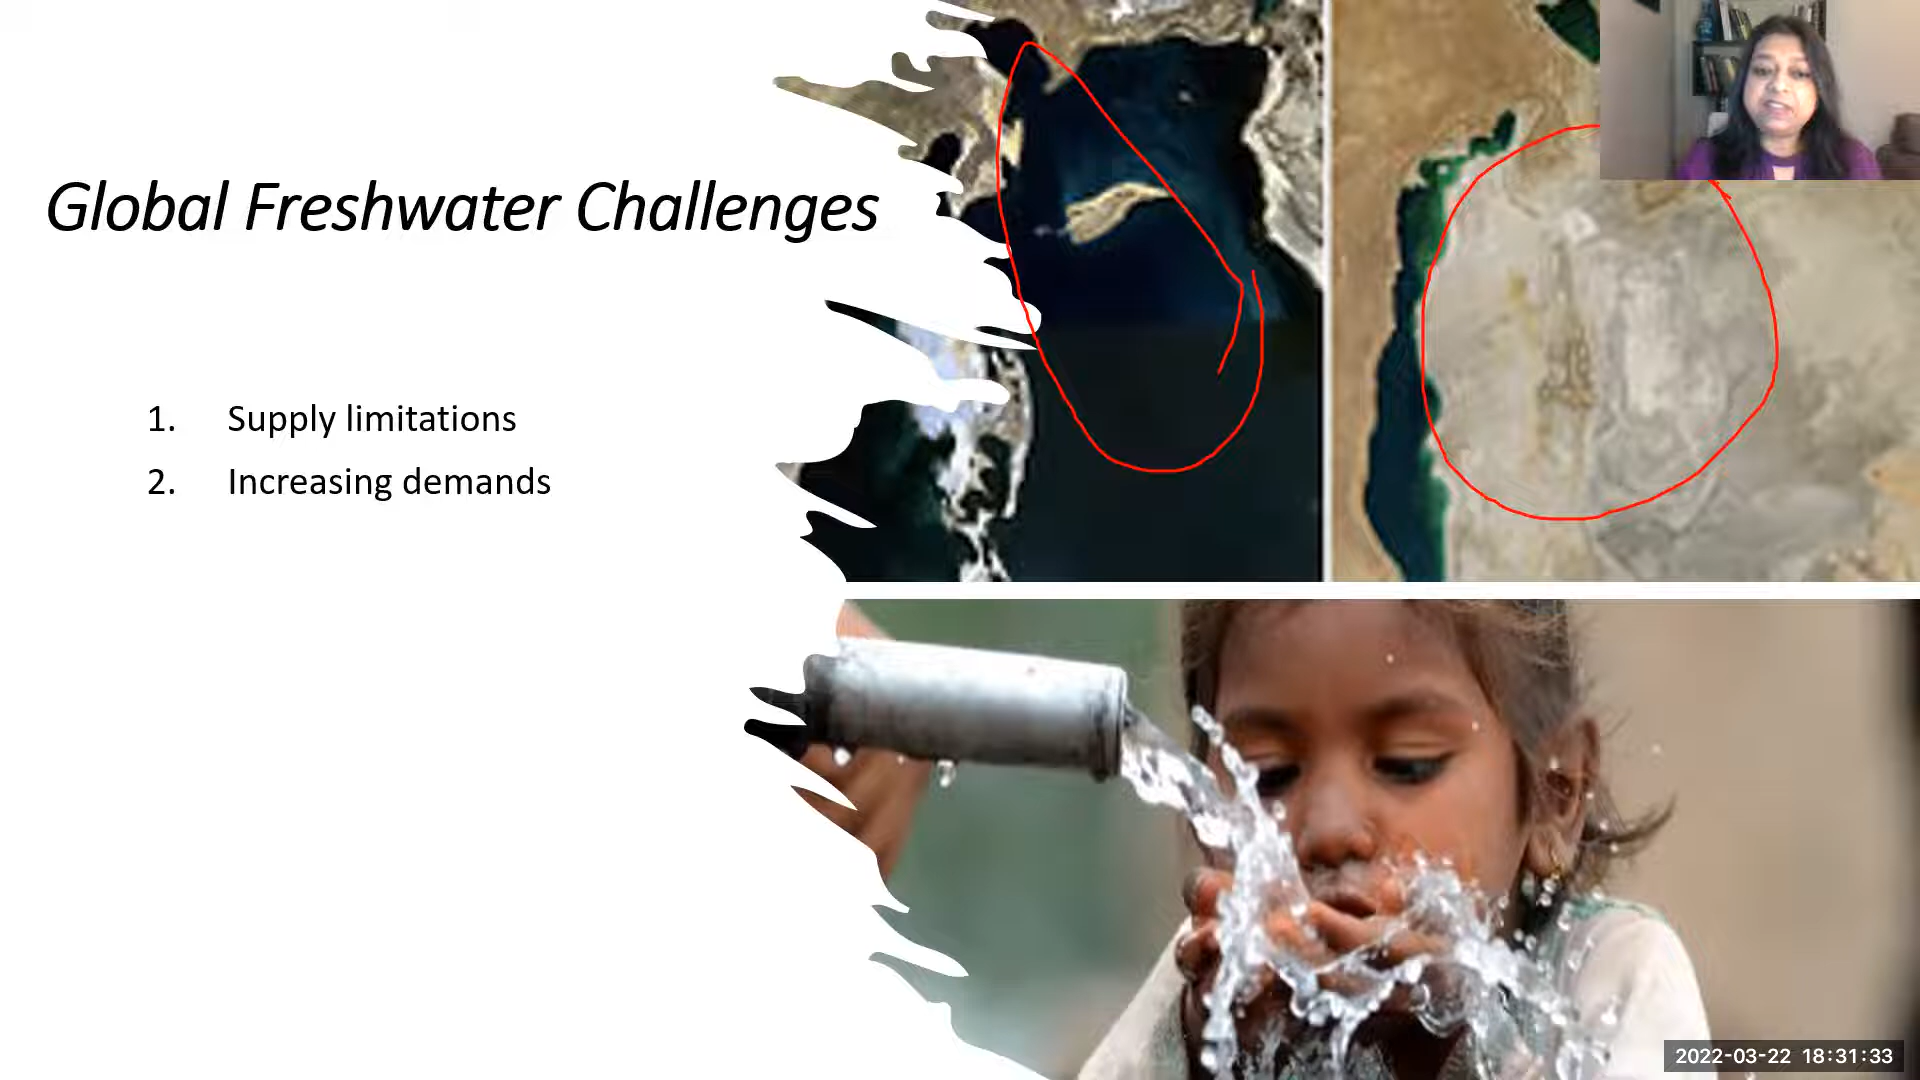 Global Freshwater Challenges
1. Supply limitations
2. Increasing demands
2022-03-22 18:31:33